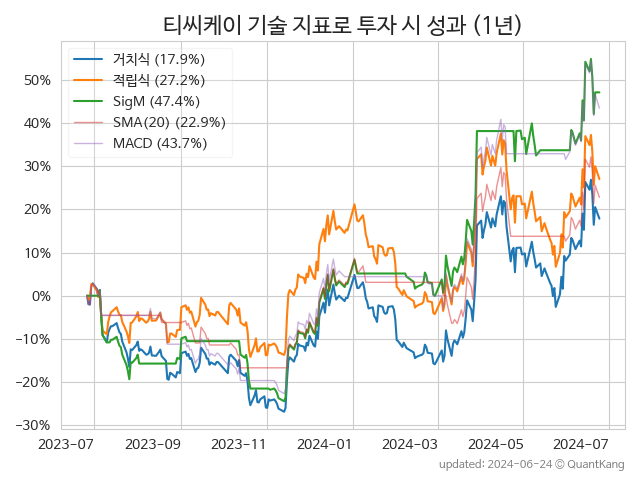 티씨케이 기술 지표로 투자 시 성과 (1년)
거치식 (17.9%)
적립식 (27.2%)
SigM (47.4%)
SMA(20) (22.9%)
MACD (43.7%)
50%
40%
30%
20%
10%
0%
−10%
−20%
−30%
2023-07 2023-09 2023-11 2024-01 2024-03 2024-05 2024-07
updated: 2024-06-24 ⓒ QuantKang